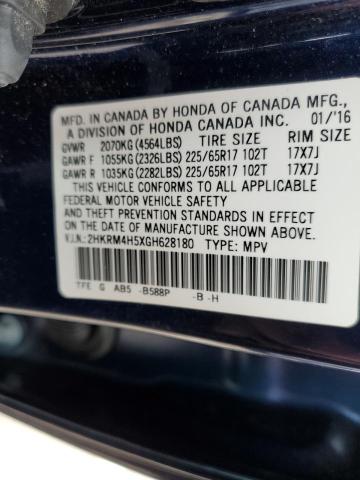 MFD. IN CANADA BY HONDA OF CANADA MFG.,
A DIVISION OF HONDA CANADA INC. 01/'16
GVWR 2070KG(4564LBS) TIRE SIZE RIM SIZE
GAWR F 1055KG(2326LBS) 225/65R17 102T 17X7J
GAWR R 1035KG(2282LBS) 225/65R17 102T 17X7J
THIS VEHICLE CONFORMS TO ALL APPLICABLE
FEDERAL MOTOR VEHICLE SAFETY
STANDARDS IN EFFECT ON THE DATE OF
MANUFACTURE SHOWN ABOVE.
V.I.N.:2HKRM4H5XGH628180 TYPE: MPV
TFE G AB5 -B588P -B -H